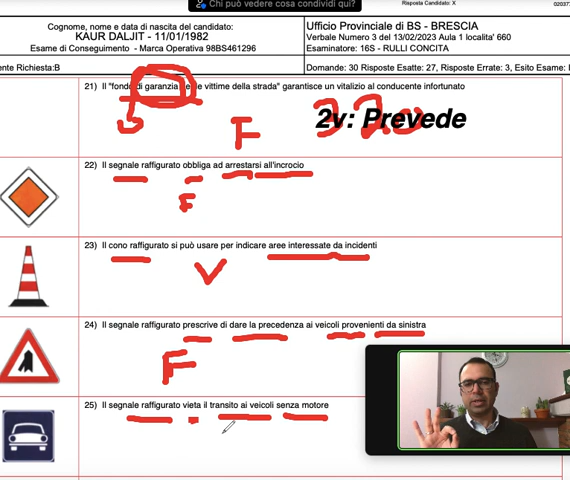 Chi può vedere cosa condividi qui?
Risposta Candidato: X
Cognome, nome e data di nascita del candidato:
KAUR DALJIT - 11/01/1982
Esame di Conseguimento - Marca Operativa 98BS461296
Ufficio Provinciale di BS - BRESCIA
Verbale Numero 3 del 13/02/2023 Aula 1 localita' 660
Esaminatore: 16S - RULLI CONCITA
ente Richiesta:B
Domande: 30 Risposte Esatte: 27, Risposte Errate: 3, Esito Esame:
21) Il "fondo di garanzia per le vittime della strada" garantisce un vitalizio al conducente infortunato
F
2v: Prevede
22) Il segnale raffigurato obbliga ad arrestarsi all'incrocio
F
23) Il cono raffigurato si può usare per indicare aree interessate da incidenti
V
24) Il segnale raffigurato prescrive di dare la precedenza ai veicoli provenienti da sinistra
F
25) Il segnale raffigurato vieta il transito ai veicoli senza motore